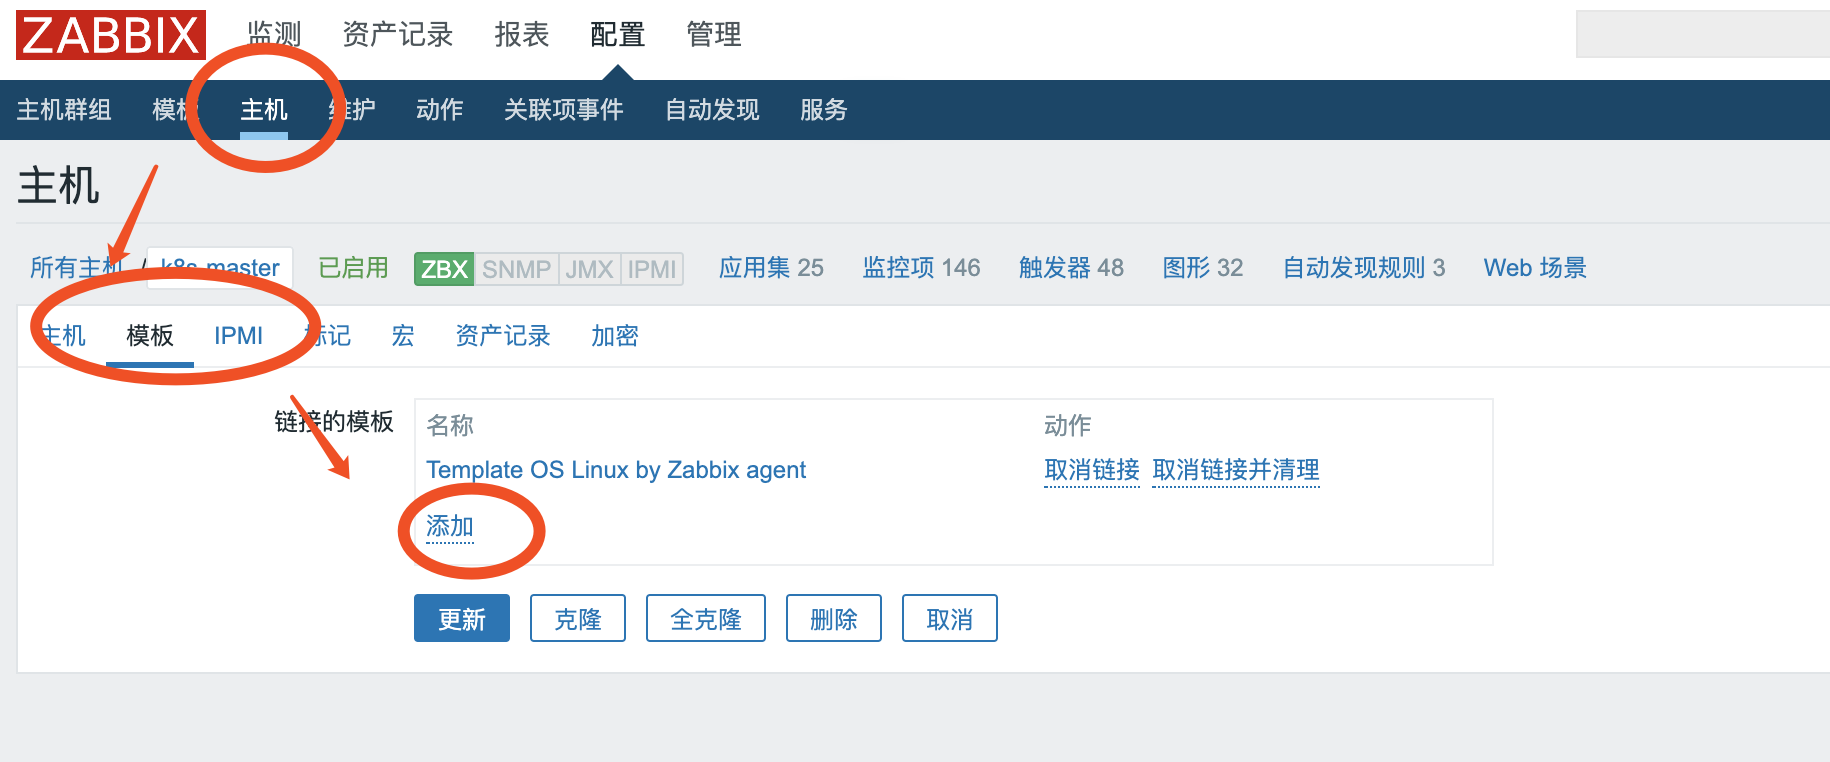 ZABBIX 监测 资产记录 报表 配置 管理
主机群组 模板 主机 维护 动作 关联项事件 自动发现 服务
主机
所有主机 / k8s-master 已启用 ZBX SNMP JMX IPMI 应用集 25 监控项 146 触发器 48 图形 32 自动发现规则 3 Web 场景
主机 模板 IPMI 标记 宏 资产记录 加密
链接的模板 名称 动作
Template OS Linux by Zabbix agent 取消链接 取消链接并清理
添加
更新 克隆 全克隆 删除 取消